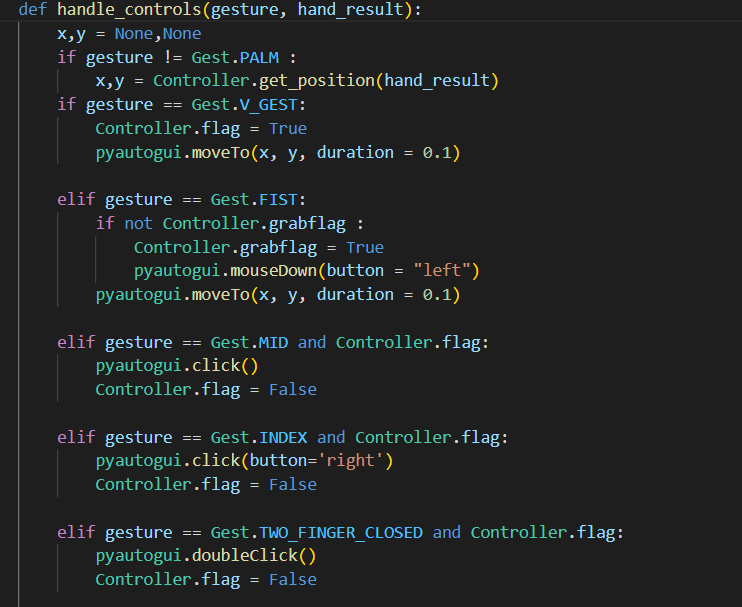 def handle_controls(gesture, hand_result):
    x,y = None,None
    if gesture != Gest.PALM :
        x,y = Controller.get_position(hand_result)
    if gesture == Gest.V_GEST:
        Controller.flag = True
        pyautogui.moveTo(x, y, duration = 0.1)

    elif gesture == Gest.FIST:
        if not Controller.grabflag :
            Controller.grabflag = True
            pyautogui.mouseDown(button = "left")
        pyautogui.moveTo(x, y, duration = 0.1)

    elif gesture == Gest.MID and Controller.flag:
        pyautogui.click()
        Controller.flag = False

    elif gesture == Gest.INDEX and Controller.flag:
        pyautogui.click(button='right')
        Controller.flag = False

    elif gesture == Gest.TWO_FINGER_CLOSED and Controller.flag:
        pyautogui.doubleClick()
        Controller.flag = False